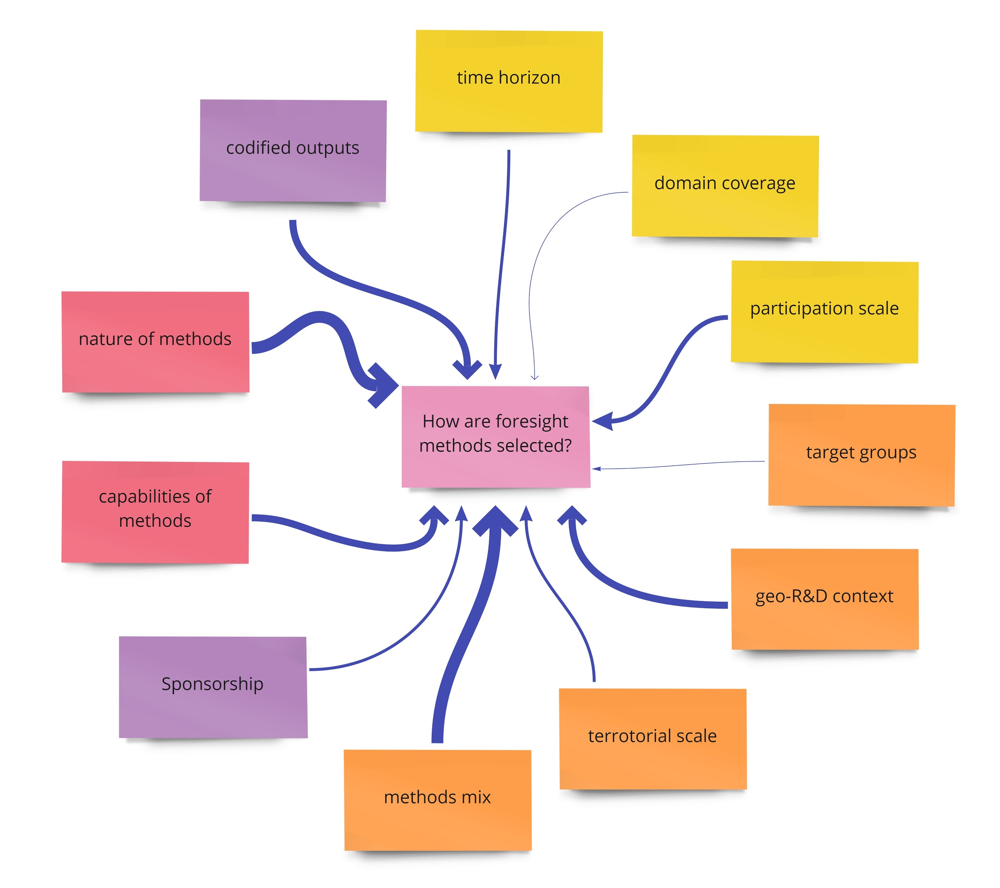 time horizon
codified outputs
domain coverage
participation scale
nature of methods
How are foresight
methods selected?
target groups
capabilities of
methods
geo-R&D context
Sponsorship
terrotorial scale
methods mix